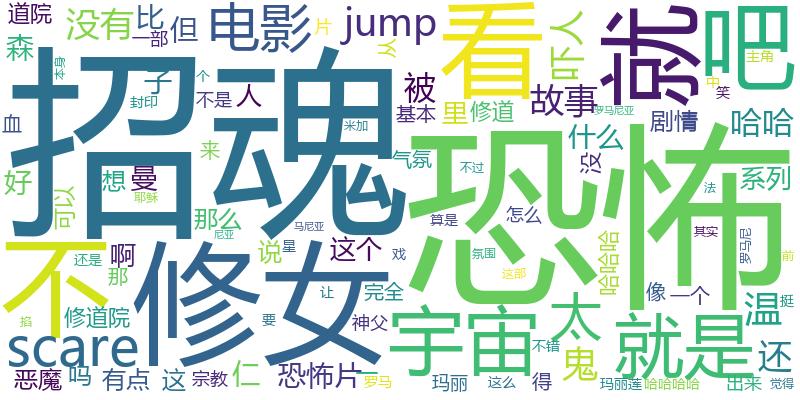 道院 没有 比 但 电影 片 jump 看 吓人 就 吧
一部
森 丫 主角
本身 子 个 被 故事 中 笑
招魂 恐怖
封印 不是 人 基本 里 修道 罗马尼亚 剧情 哈哈
血 米加 什么
来 气氛 没
好 想 曼 不过 法 系列
可以 耶稣
那么 马尼亚 算是 怎么
不 修女 啊 尼亚 说 星 这个 戏 氛围 哈哈哈 其实 罗马尼
那 还是 这部 前
掐 让 完全 像 一个 温 挺
修道院 要 神父 宇宙 太 就是
scare 不错 鬼 还
恶魔 吗 有点 这 宗教 仁 恐怖片 一 罗马 玛丽 这么 得 玛丽莲 哈哈哈哈 出来 觉得